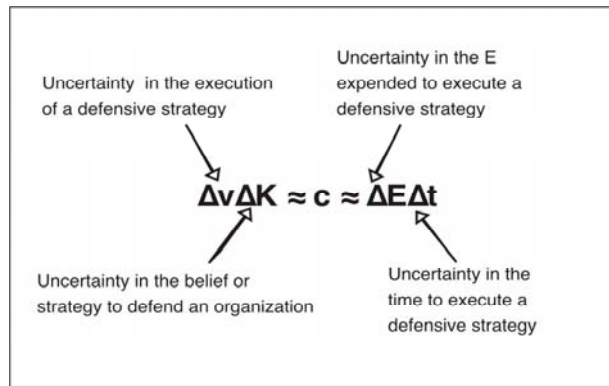 Uncertainty in the execution
of a defensive strategy
Uncertainty in the E
expended to execute a
defensive strategy
ΔvΔK ≈ c ≈ ΔEΔt
Uncertainty in the belief or
strategy to defend an organization
Uncertainty in the
time to execute a
defensive strategy